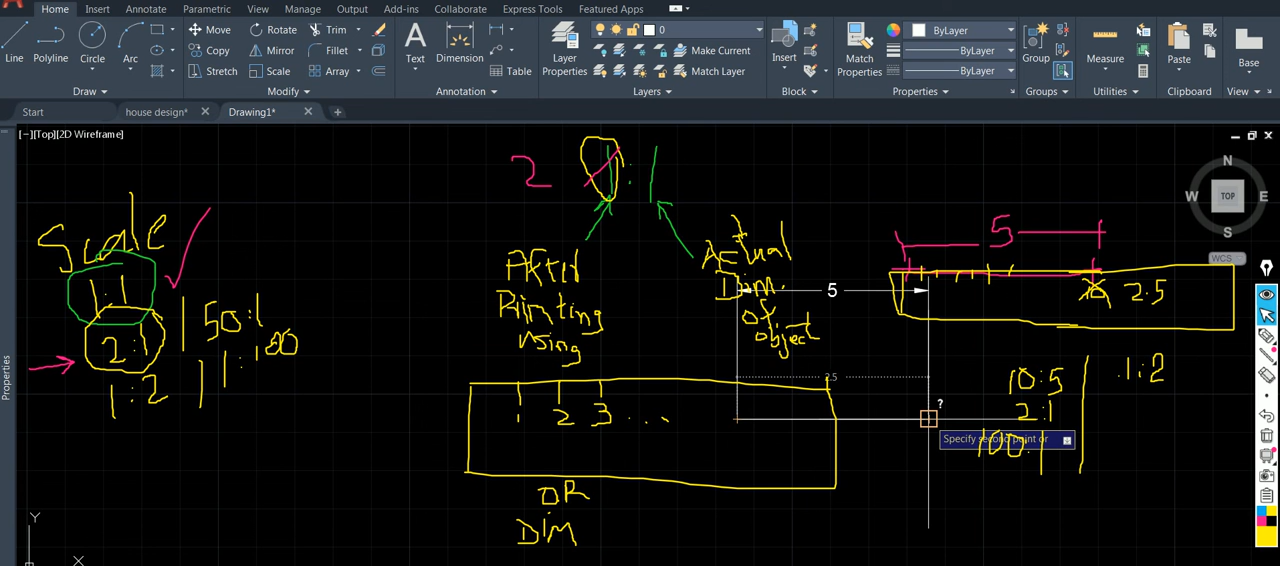 Home Insert Annotate Parametric View Manage Output Add-ins Collaborate Express Tools Featured Apps
Line Polyline Circle Arc
Move Rotate Trim
Copy Mirror Fillet
Stretch Scale Array
Text Dimension Table
Layer Properties
0
Make Current
Match Layer
Insert
Match Properties
ByLayer
ByLayer
ByLayer
Group
Measure
Paste
Base
Draw Modify Annotation Layers Block Properties Groups Utilities Clipboard View
Start house design* Drawing1*
[−][Top][2D Wireframe]
Properties
N
W TOP E
S
WCS
Scale
1:1
2:1
1:2
50:1
1:100
2 1:1
After
Printing
Using
Actual
Dim.
Of
object
5
2.5
1 2 3 ...
OR
DIM
5
2.5
10:5
2:1
100:1
1:2
?
Specify second point or
Y
X